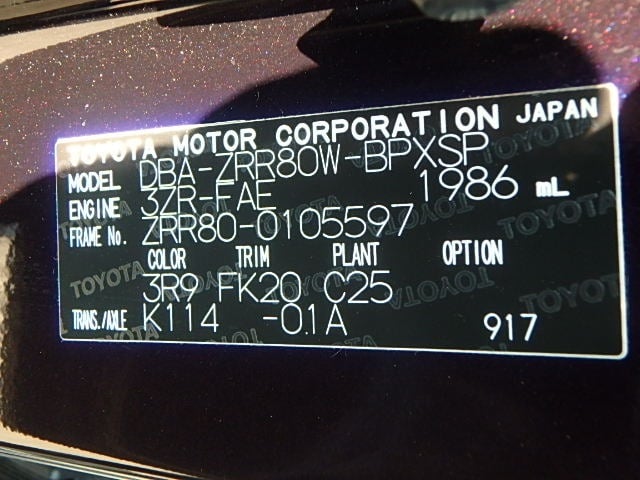 TOYOTA MOTOR CORPORATION JAPAN
MODEL DBA-ZRR80W-BPXSP
ENGINE 3ZR-FAE 1986 mL
FRAME No. ZRR80-0105597
COLOR TRIM PLANT OPTION
3R9 FK20 C25
TRANS./AXLE K114 -01A 917